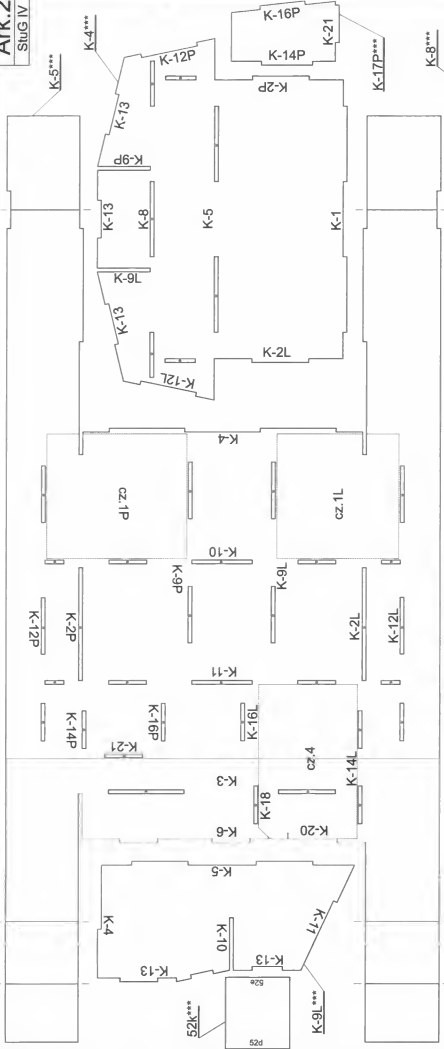 Ark.2
StuG IV
K-5***
K-4***
K-16P
K-21
K-14P
K-17P***
K-8***
K-12P
K-13
K-2P
K-9P
K-13
K-8
K-5
K-1
K-9L
K-13
K-2L
K-12L
K-4
cz.1P
cz.1L
K-10
K-9P
K-9L
K-12P
K-2P
K-2L
K-12L
K-11
K-14P
K-16P
K-16L
K-21
K-3
cz.4
K-14L
K-18
K-6
K-20
K-5
K-4
K-10
K-11
K-13
K-13
52k***
52e
52d
K-9L***